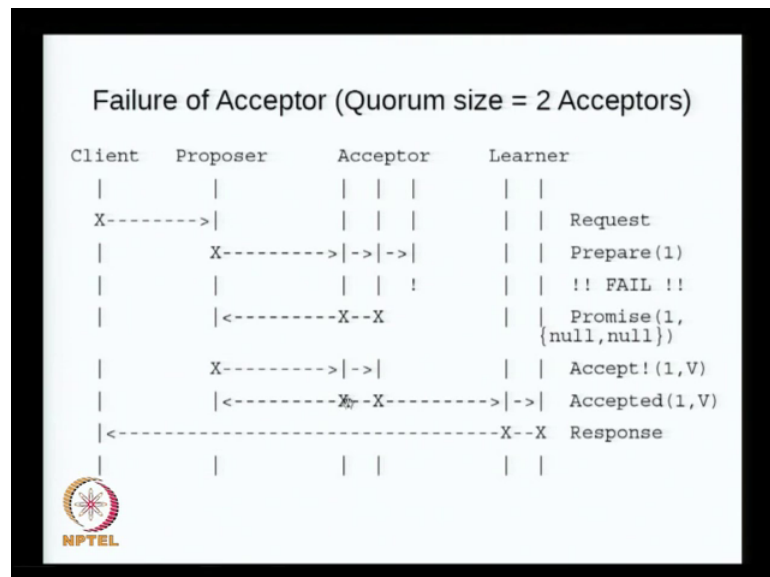 Failure of Acceptor (Quorum size = 2 Acceptors)
Client Proposer Acceptor Learner
| | | | | | |
X-------->| | | | | | Request
| X--------->|->|->| | | Prepare(1)
| | | | ! | | !! FAIL !!
| |<---------X--X | | Promise(1,
{null,null})
| X--------->|->| | | Accept!(1,V)
| |<---------X--X--------->|->| Accepted(1,V)
|<----------------------------------X--X Response
| | | | | |
NPTEL